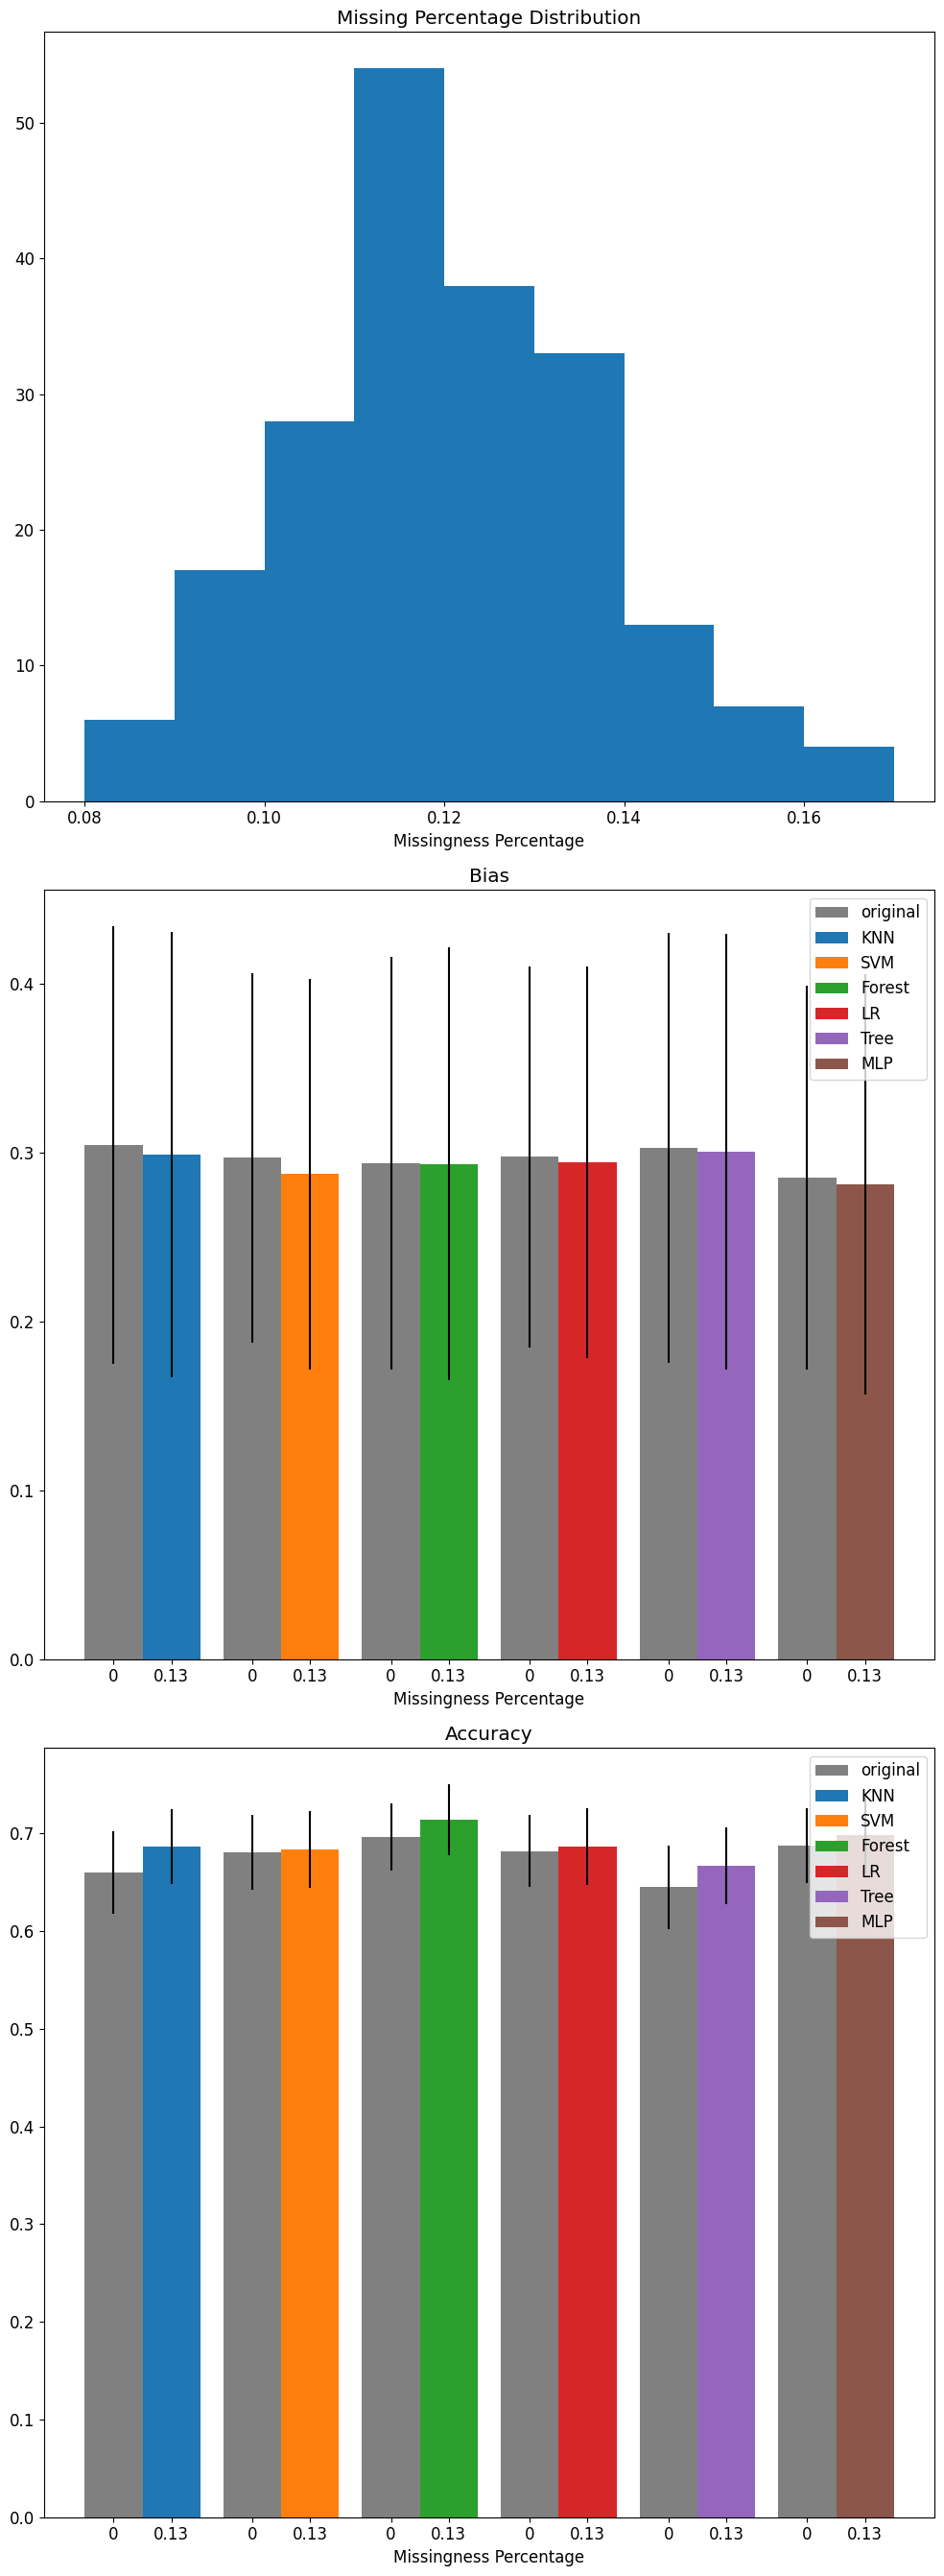 Missing Percentage Distribution
50
40
30
20
10
0
0.08 0.10 0.12 0.14 0.16
Missingness Percentage
Bias
original
KNN
SVM
Forest
LR
Tree
MLP
0.4
0.3
0.2
0.1
0.0
0 0.13 0 0.13 0 0.13 0 0.13 0 0.13 0 0.13
Missingness Percentage
Accuracy
original
KNN
SVM
Forest
LR
Tree
MLP
0.7
0.6
0.5
0.4
0.3
0.2
0.1
0.0
0 0.13 0 0.13 0 0.13 0 0.13 0 0.13 0 0.13
Missingness Percentage